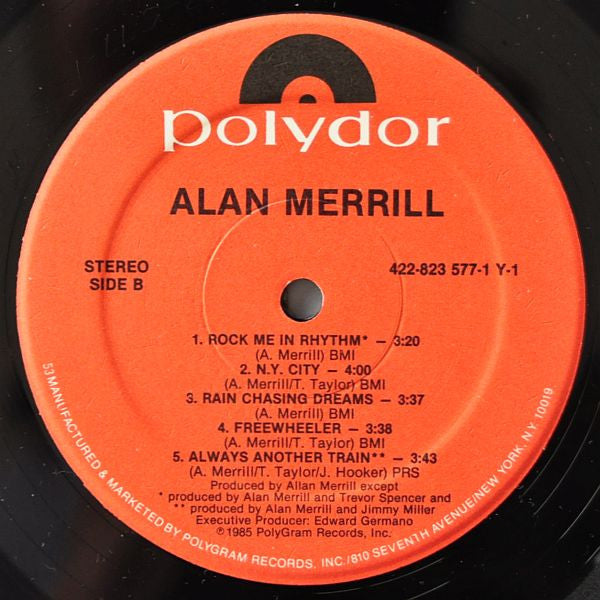 polydor
ALAN MERRILL
STEREO
SIDE B
422-823 577-1 Y-1
1. ROCK ME IN RHYTHM* – 3:20
(A. Merrill) BMI
2. N.Y. CITY – 4:00
(A. Merrill/T. Taylor) BMI
3. RAIN CHASING DREAMS – 3:37
(A. Merrill) BMI
4. FREEWHEELER – 3:38
(A. Merrill/T. Taylor) BMI
5. ALWAYS ANOTHER TRAIN** – 3:43
(A. Merrill/T. Taylor/J. Hooker) PRS
Produced by Allan Merrill except
* produced by Alan Merrill and Trevor Spencer and
** produced by Alan Merrill and Jimmy Miller
Executive Producer: Edward Germano
℗1985 PolyGram Records, Inc.
53 MANUFACTURED & MARKETED BY POLYGRAM RECORDS, INC./810 SEVENTH AVENUE/NEW YORK, N.Y. 10019